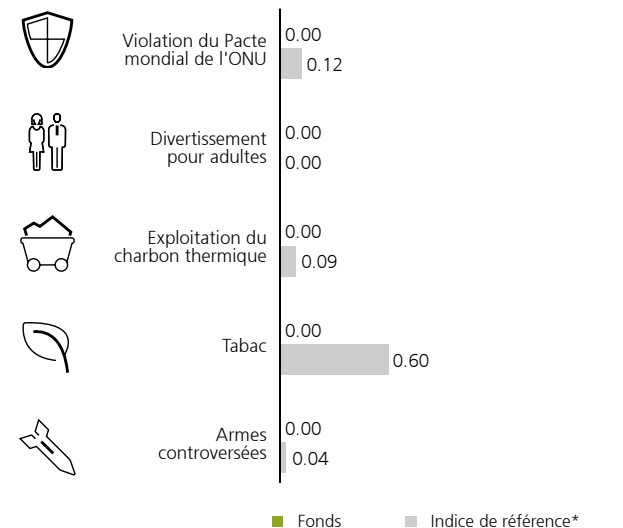 0.00
Violation du Pacte
mondial de l'ONU
0.12
Divertissement
pour adultes
0.00
0.00
Exploitation du
charbon thermique
0.00
0.09
Tabac
0.00
0.60
Armes
controversées
0.00
0.04
Fonds
Indice de référence*